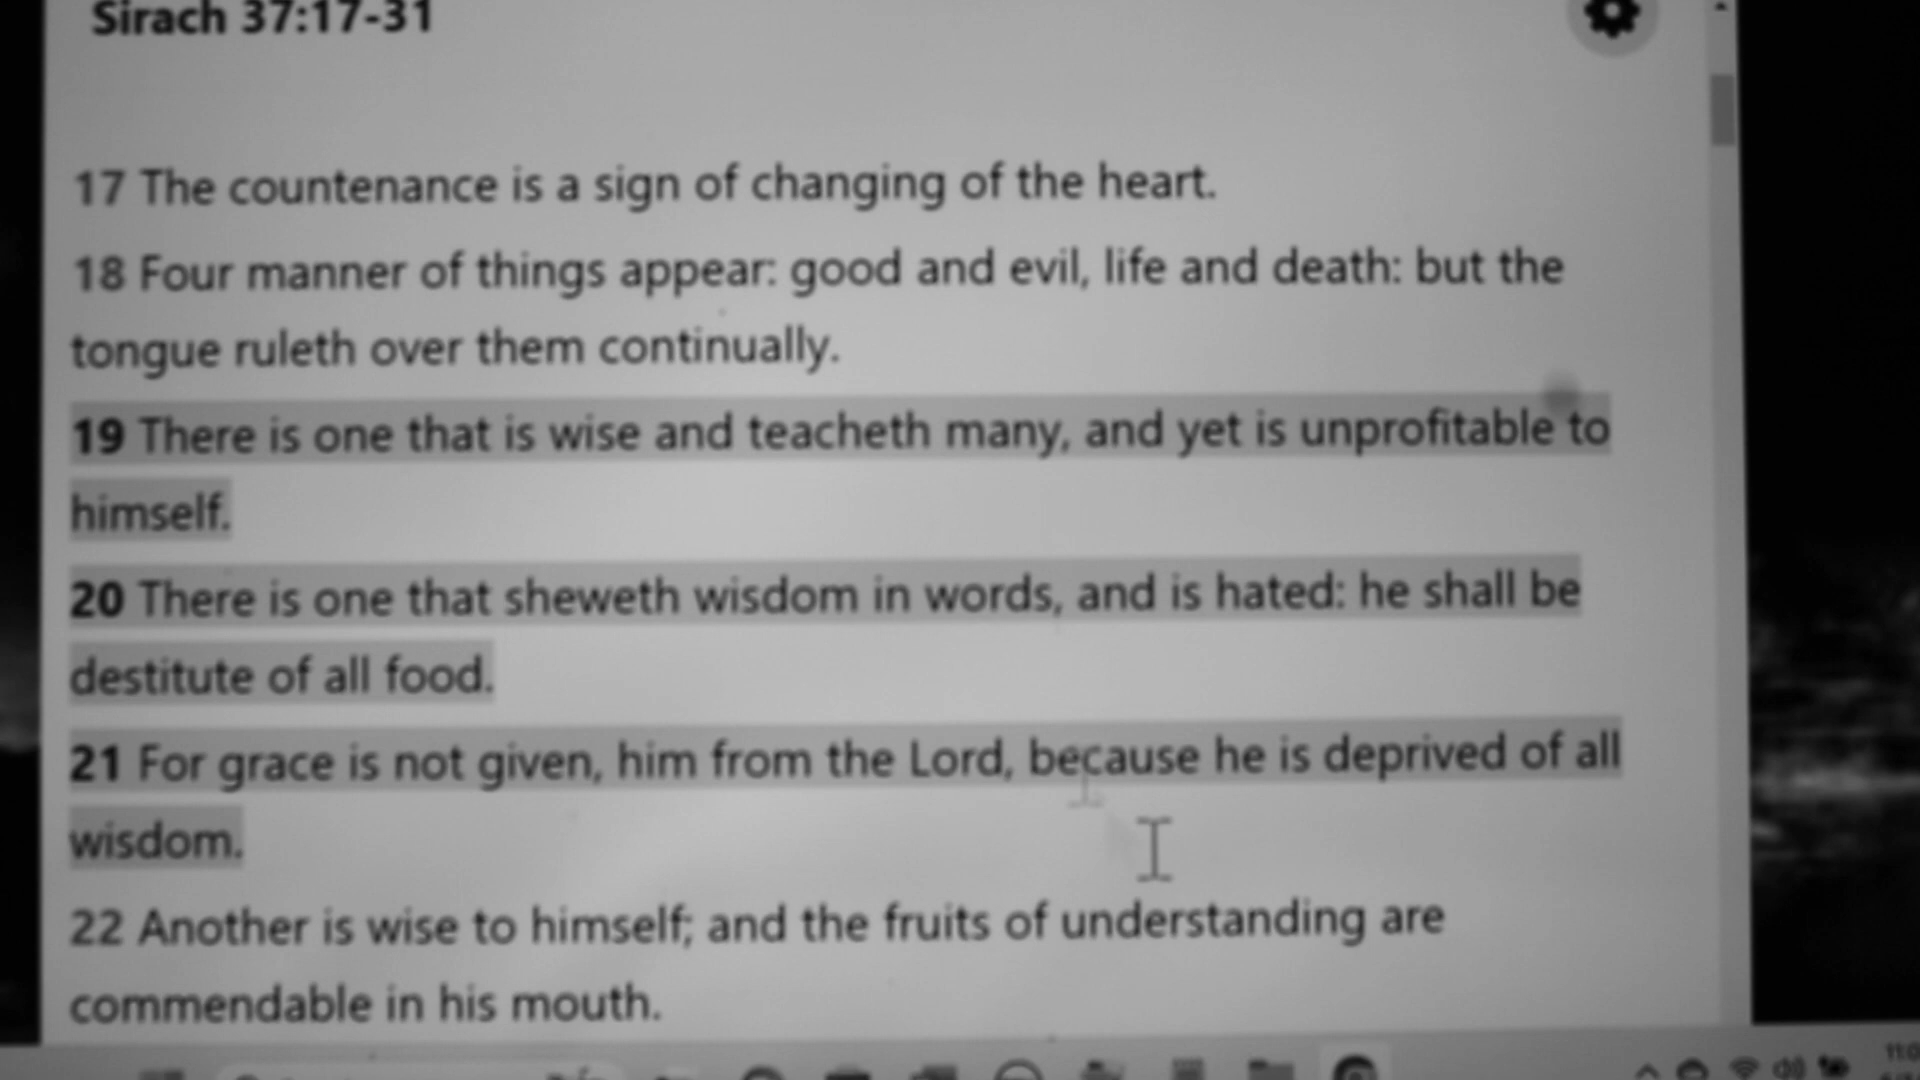 Sirach 37:17-31
17 The countenance is a sign of changing of the heart.
18 Four manner of things appear: good and evil, life and death: but the
tongue ruleth over them continually.
19 There is one that is wise and teacheth many, and yet is unprofitable to
himself.
20 There is one that sheweth wisdom in words, and is hated: he shall be
destitute of all food.
21 For grace is not given, him from the Lord, because he is deprived of all
wisdom.
22 Another is wise to himself; and the fruits of understanding are
commendable in his mouth.